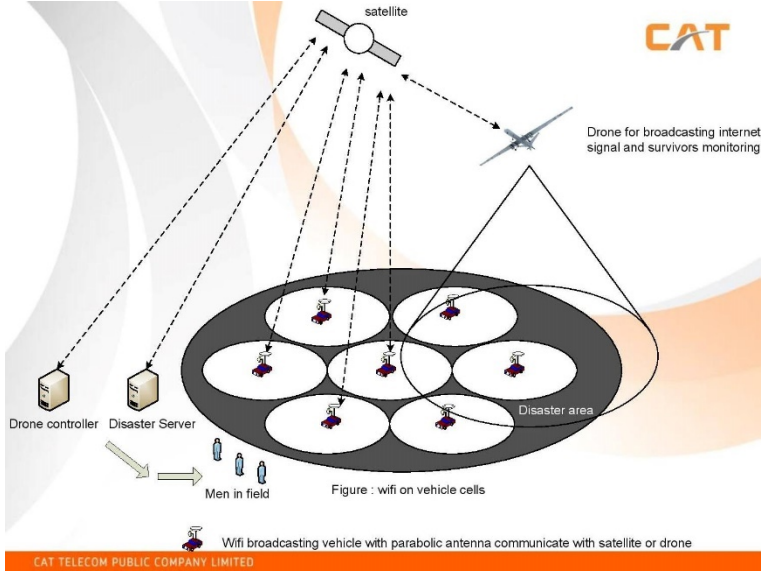 satellite
CAT
Drone for broadcasting internet
signal and survivors monitoring
Disaster area
Drone controller
Disaster Server
Men in field
Figure : wifi on vehicle cells
Wifi broadcasting vehicle with parabolic antenna communicate with satellite or drone
CAT TELECOM PUBLIC COMPANY LIMITED